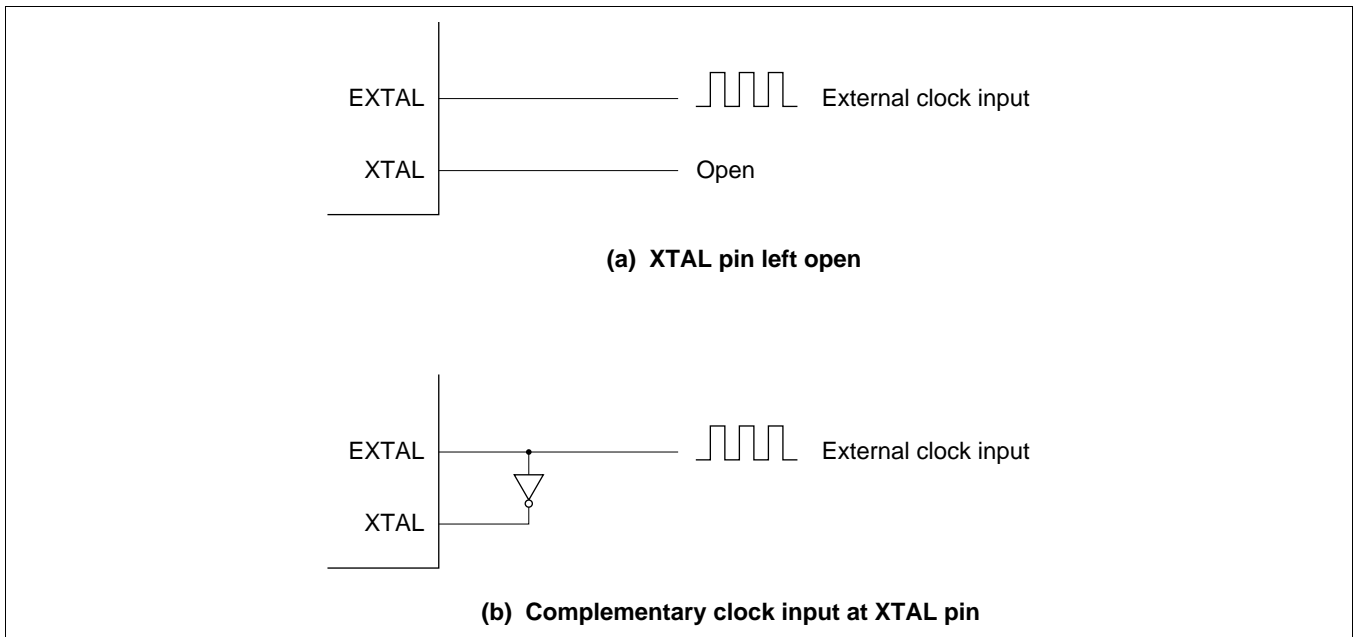 EXTAL
External clock input
XTAL
Open
(a) XTAL pin left open
EXTAL
External clock input
XTAL
(b) Complementary clock input at XTAL pin